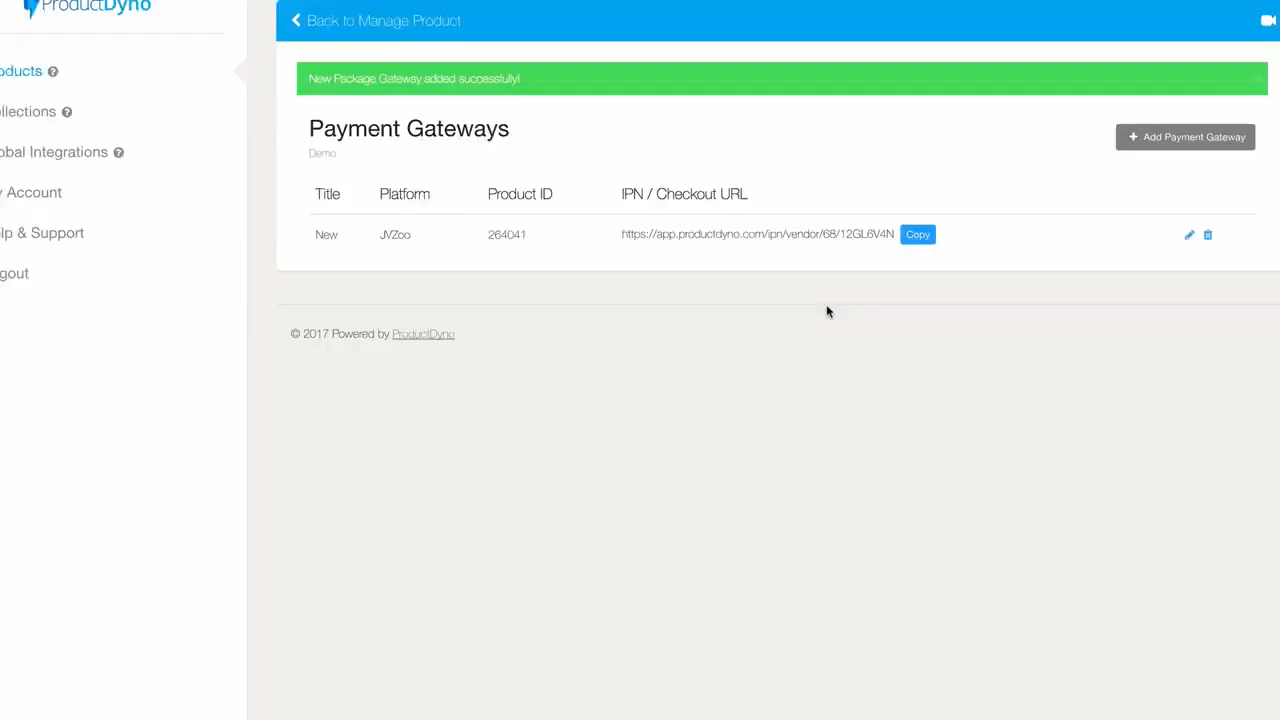 ProductDyno
Back to Manage Product
oducts
New Package Gateway added successfully!
llections
Payment Gateways
Add Payment Gateway
Demo
obal Integrations
y Account
Title Platform Product ID IPN / Checkout URL
lp & Support
New JVZoo 264041 https://app.productdyno.com/ipn/vendor/68/12GL6V4N Copy
gout
© 2017 Powered by ProductDyno